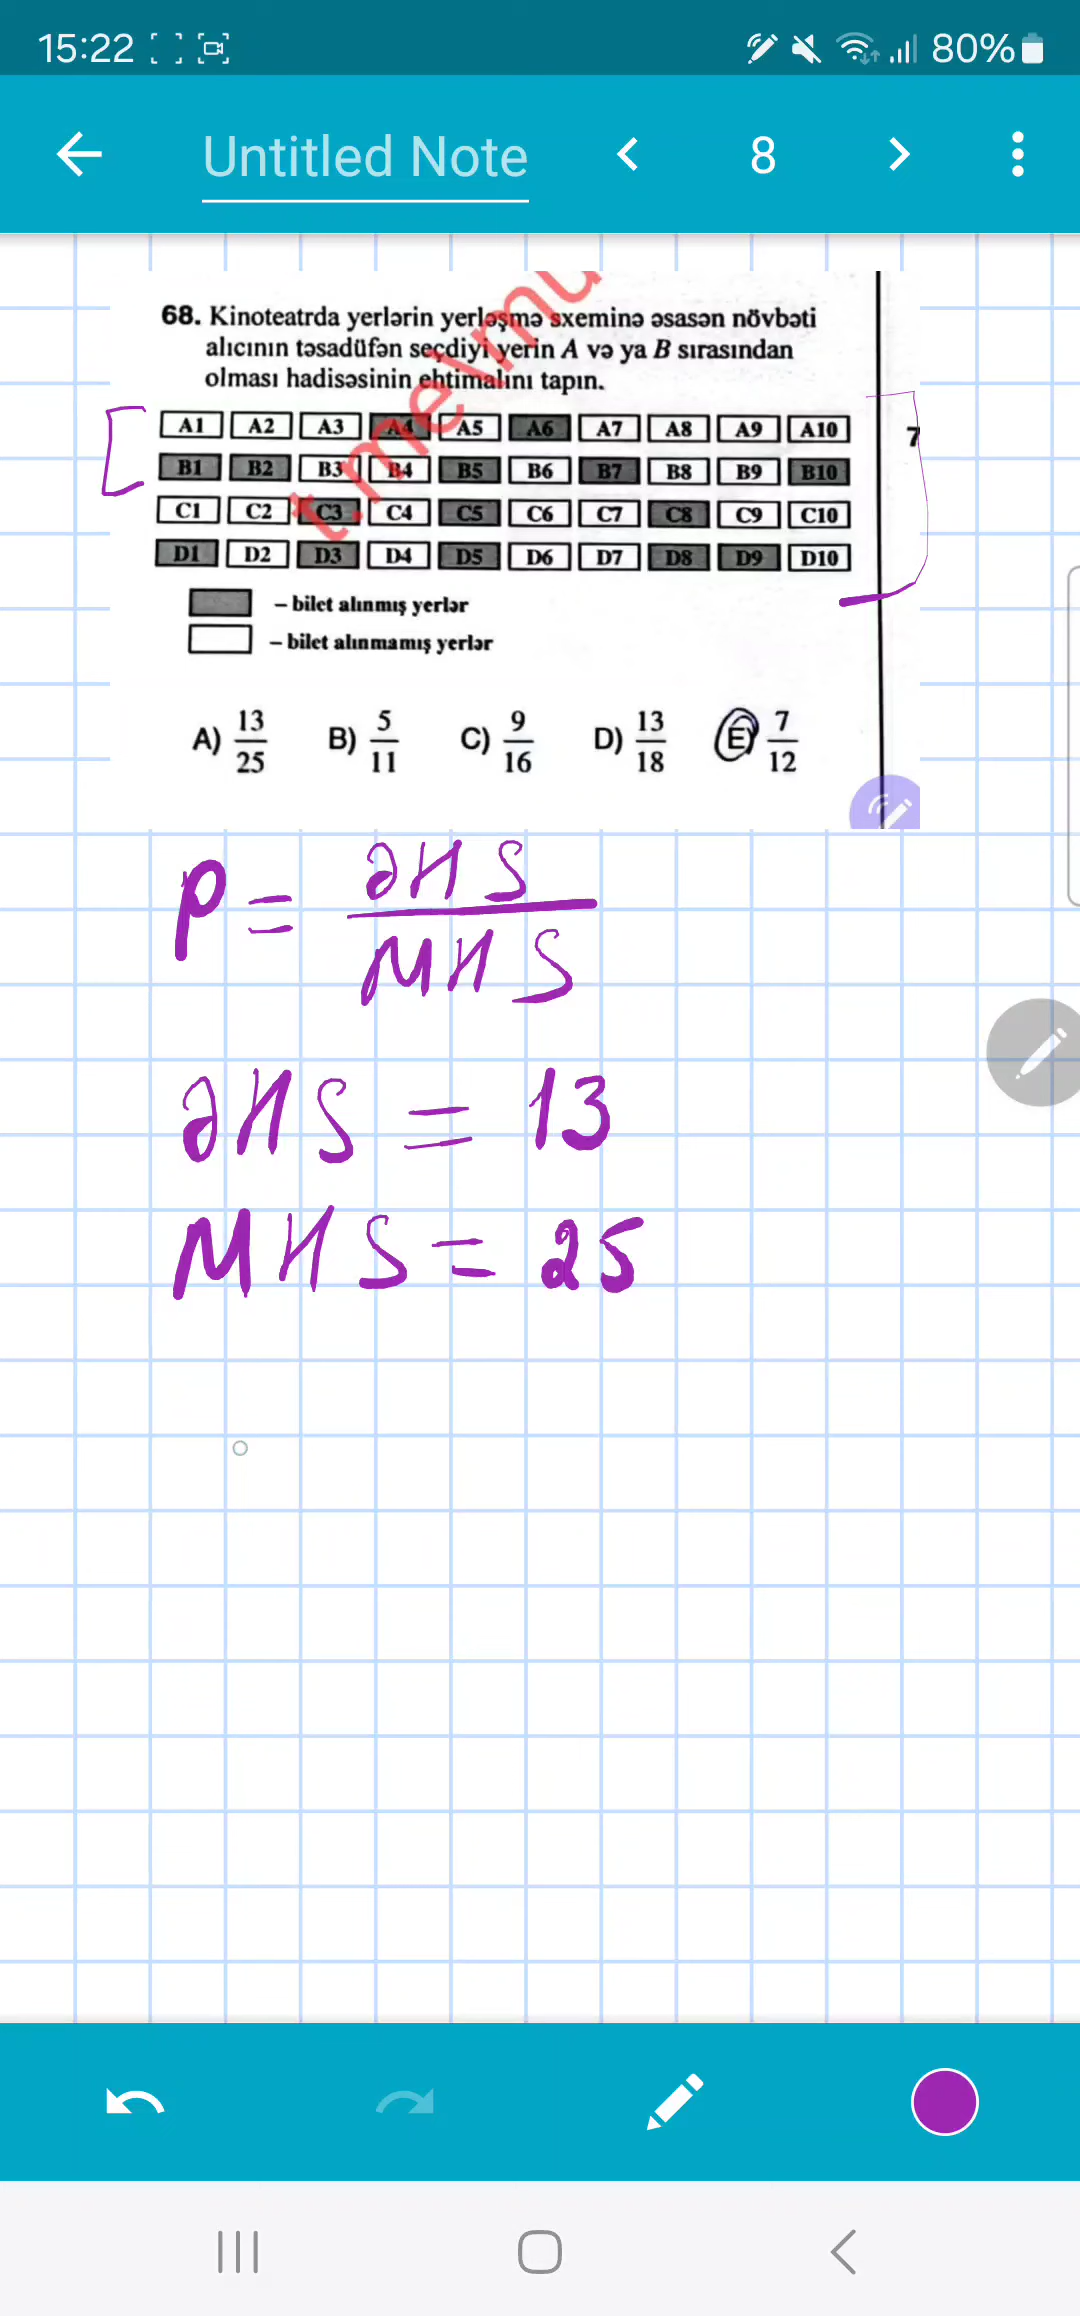 15:22 80%
Untitled Note 8
68. Kinoteatrda yerlərin yerləşmə sxeminə əsasən növbəti
alıcının təsadüfən seçdiyi yerin A və ya B sırasından
olması hadisəsinin ehtimalını tapın.
A1 A2 A3 A4 A5 A6 A7 A8 A9 A10
7
B1 B2 B3 B4 B5 B6 B7 B8 B9 B10
C1 C2 C3 C4 C5 C6 C7 C8 C9 C10
D1 D2 D3 D4 D5 D6 D7 D8 D9 D10
– bilet alınmış yerlər
– bilet alınmamış yerlər
A) 13/25 B) 5/11 C) 9/16 D) 13/18 E) 7/12
t.me/mu
P = əHS/MHS
əHS = 13
MHS = 25